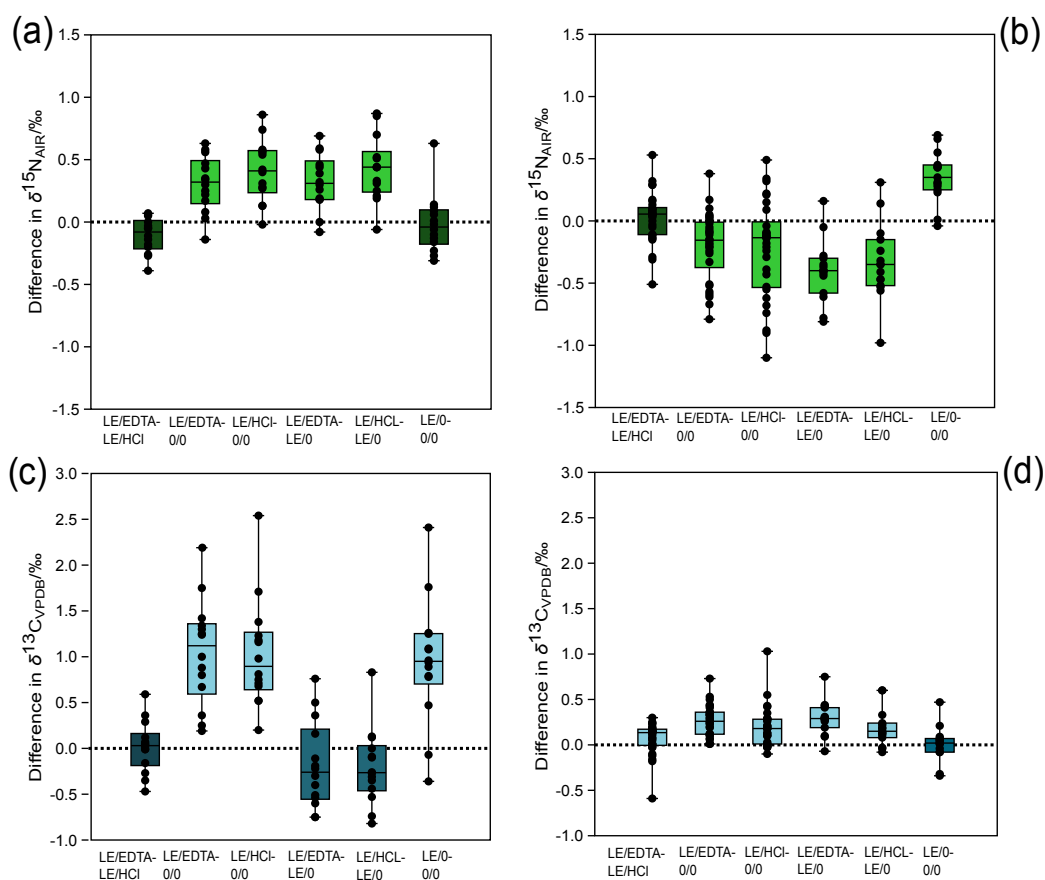 (a)
Difference in δ¹⁵N_AIR/‰
1.5
1.0
0.5
0.0
-0.5
-1.0
-1.5
LE/EDTA- LE/EDTA- LE/HCl- LE/EDTA- LE/HCL- LE/0-
LE/HCl 0/0 0/0 LE/0 LE/0 0/0
(b)
Difference in δ¹⁵N_AIR/‰
1.5
1.0
0.5
0.0
-0.5
-1.0
-1.5
LE/EDTA- LE/EDTA- LE/HCl- LE/EDTA- LE/HCL- LE/0-
LE/HCl 0/0 0/0 LE/0 LE/0 0/0
(c)
Difference in δ¹³C_VPDB/‰
3.0
2.5
2.0
1.5
1.0
0.5
0.0
-0.5
-1.0
LE/EDTA- LE/EDTA- LE/HCl- LE/EDTA- LE/HCL- LE/0-
LE/HCl 0/0 0/0 LE/0 LE/0 0/0
(d)
Difference in δ¹³C_VPDB/‰
3.0
2.5
2.0
1.5
1.0
0.5
0.0
-0.5
-1.0
LE/EDTA- LE/EDTA- LE/HCl- LE/EDTA- LE/HCL- LE/0-
LE/HCl 0/0 0/0 LE/0 LE/0 0/0